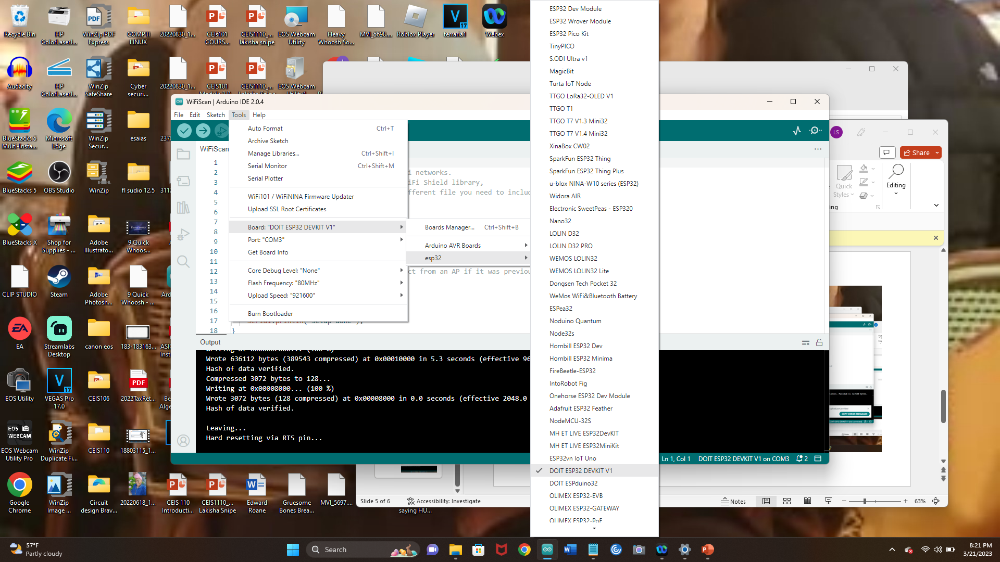 Recycle Bin
HP
ColorLaserJ...
WinZip PDF
Express
COMPTI
LINUX
20220830_1...
CEIs101
COURS...
CEIS1110_...
lakisha snipe
EOS Webcam
Utility
Heavy
Whoosh So...
MVI_5698....
Roblox Player
terraria1
Webex
Audacity
HP
ColorLaserJ...
WinZip
SafeShare
Cyber
securi...
20220830_1...
CEIS101
CEIS1110_...
EOS Webcam
BlueStacks 5
Multi-Insta...
Microsoft
Edge
WinZip
Secur...
esaias
BlueStacks 5
OBS Studio
WinZip
fl sudio 12.5
BlueStacks X
Shop for
Supplies - ...
Adobe
Illustrato...
9 Quick
Whoos...
CLIP STUDIO
Steam
Adobe
Photosh...
9 Quick
Whoosh - ...
EA
Streamlabs
Desktop
canon eos
183-183163...
EOS Utility
VEGAS Pro
17.0
CEIS106
2022TaxRet...
EOS Webcam
Utility Pro
WinZip
Duplicate Fi...
CEIS110
18803115_1...
Google
Chrome
WinZip
Image ...
Circuit
design Brav...
20220618_1...
CEIS 110
Introducti...
CEIS1110_...
Lakisha Snipe
Edward
Roane
Gruesome
Bones Brea...
MVI_5697....
saying HU...
WiFiScan | Arduino IDE 2.0.4
File Edit Sketch Tools Help
WiFiScan
1
2
3
4
5
6
7
8
9
10
11
12
13
14
15
16
17
18
i networks.
iFi Shield library,
fferent file you need to includ
ct from an AP if it was previou
Serial.println("Setup done");
}
Auto Format Ctrl+T
Archive Sketch
Manage Libraries... Ctrl+Shift+I
Serial Monitor Ctrl+Shift+M
Serial Plotter
WiFi101 / WiFiNINA Firmware Updater
Upload SSL Root Certificates
Board: "DOIT ESP32 DEVKIT V1"
Port: "COM3"
Get Board Info
Core Debug Level: "None"
Flash Frequency: "80MHz"
Upload Speed: "921600"
Burn Bootloader
Boards Manager... Ctrl+Shift+B
Arduino AVR Boards
esp32
ESP32 Dev Module
ESP32 Wrover Module
ESP32 Pico Kit
TinyPICO
S.ODI Ultra v1
MagicBit
Turta IoT Node
TTGO LoRa32-OLED V1
TTGO T1
TTGO T7 V1.3 Mini32
TTGO T7 V1.4 Mini32
XinaBox CW02
SparkFun ESP32 Thing
SparkFun ESP32 Thing Plus
u-blox NINA-W10 series (ESP32)
Widora AIR
Electronic SweetPeas - ESP320
Nano32
LOLIN D32
LOLIN D32 PRO
WEMOS LOLIN32
WEMOS LOLIN32 Lite
Dongsen Tech Pocket 32
WeMos WiFi&Bluetooth Battery
ESPea32
Noduino Quantum
Node32s
Hornbill ESP32 Dev
Hornbill ESP32 Minima
FireBeetle-ESP32
IntoRobot Fig
Onehorse ESP32 Dev Module
Adafruit ESP32 Feather
NodeMCU-32S
MH ET LIVE ESP32DevKIT
MH ET LIVE ESP32MiniKit
ESP32vn IoT Uno
DOIT ESP32 DEVKIT V1
DOIT ESPduino32
OLIMEX ESP32-EVB
OLIMEX ESP32-GATEWAY
OLIMEX ESP32-PoE
Output
Writing at 0x0000e000... (100 %)
Wrote 636112 bytes (389543 compressed) at 0x00010000 in 5.3 seconds (effective 96
Hash of data verified.
Compressed 3072 bytes to 128...
Writing at 0x00008000... (100 %)
Wrote 3072 bytes (128 compressed) at 0x00008000 in 0.0 seconds (effective 2048.0
Hash of data verified.
Leaving...
Hard resetting via RTS pin...
Ln 1, Col 1 DOIT ESP32 DEVKIT V1 on COM3 2
LS
Share
Quick
Styles
Editing
ing
COPY ERROR MESSAGES
Slide 5 of 6 Accessibility: Investigate Notes 63%
57°F
Partly cloudy
Search
8:21 PM
3/21/2023